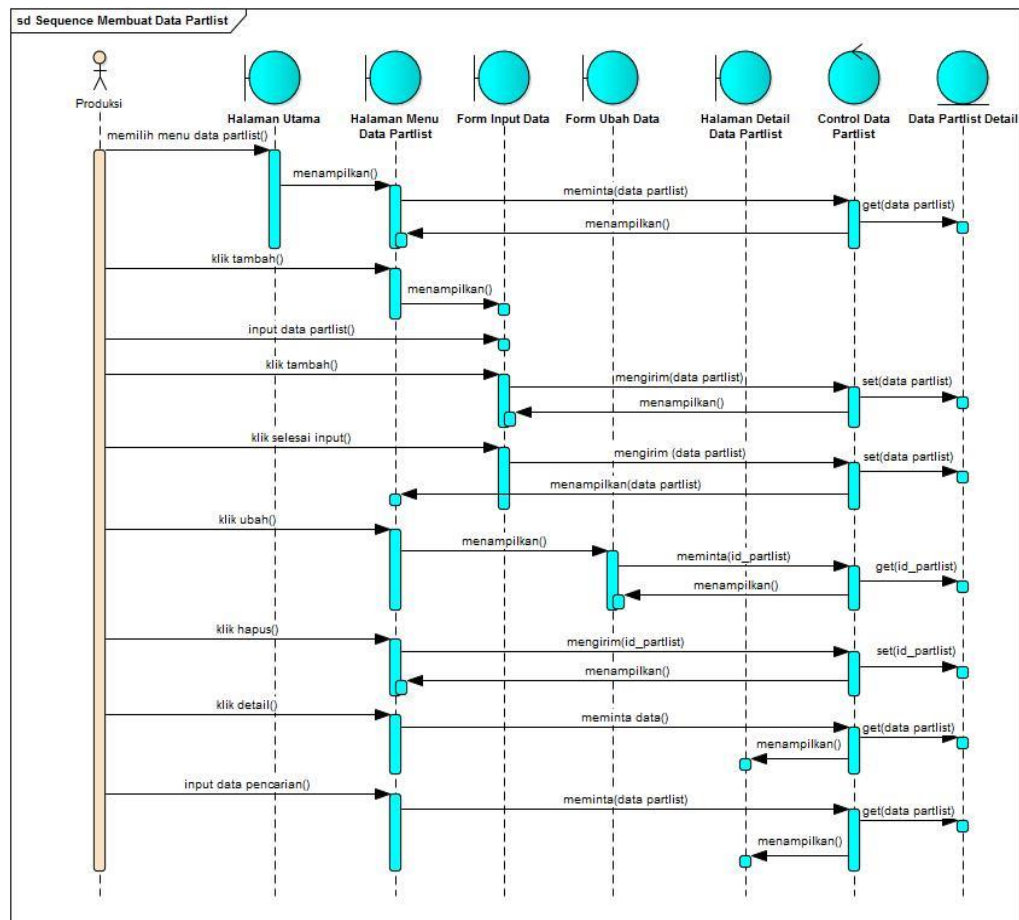 sd Sequence Membuat Data Partlist
Produksi
Halaman Utama
Halaman Menu
Data Partlist
Form Input Data
Form Ubah Data
Halaman Detail
Data Partlist
Control Data
Partlist
Data Partlist Detail
memilih menu data partlist()
menampilkan()
meminta(data partlist)
get(data partlist)
menampilkan()
klik tambah()
menampilkan()
input data partlist()
klik tambah()
mengirim(data partlist)
set(data partlist)
menampilkan()
klik selesai input()
mengirim (data partlist)
set(data partlist)
menampilkan(data partlist)
klik ubah()
menampilkan()
meminta(id_partlist)
get(id_partlist)
menampilkan()
klik hapus()
mengirim(id_partlist)
set(id_partlist)
menampilkan()
klik detail()
meminta data()
get(data partlist)
menampilkan()
input data pencarian()
meminta(data partlist)
get(data partlist)
menampilkan()